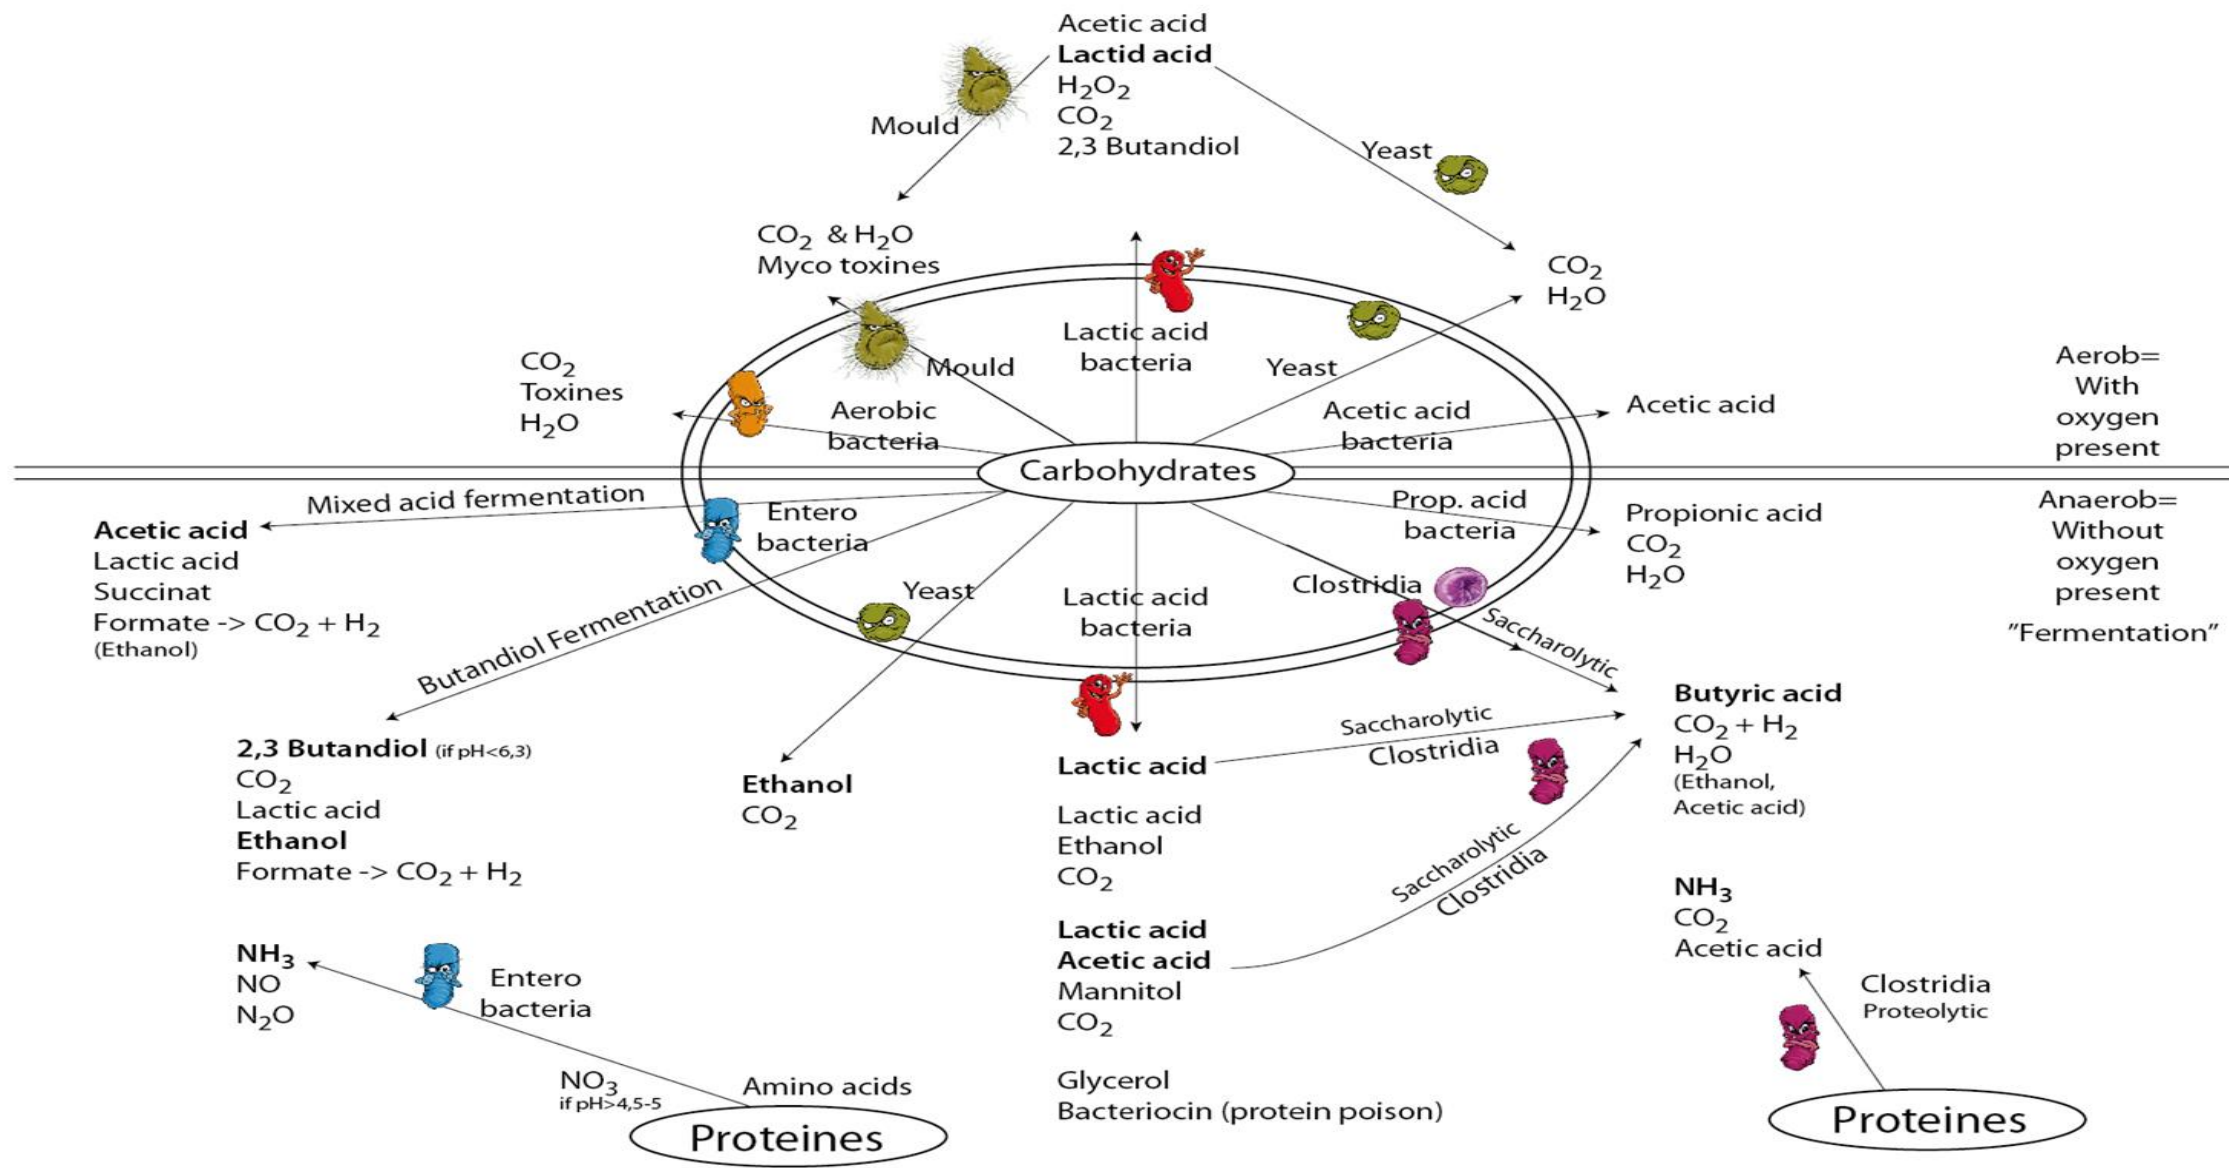 Acetic acid
Lactid acid
H₂O₂
CO₂
2,3 Butandiol
Mould
Yeast
CO₂ & H₂O
Myco toxines
CO₂
H₂O
Lactic acid
bacteria
Mould
Yeast
CO₂
Toxines
H₂O
Aerobic
bacteria
Acetic acid
bacteria
Acetic acid
Aerob=
With
oxygen
present
Carbohydrates
Mixed acid fermentation
Entero
bacteria
Prop. acid
bacteria
Propionic acid
CO₂
H₂O
Anaerob=
Without
oxygen
present
"Fermentation"
Acetic acid
Lactic acid
Succinat
Formate -> CO₂ + H₂
(Ethanol)
Butandiol Fermentation
Yeast
Lactic acid
bacteria
Clostridia
Saccharolytic
2,3 Butandiol (if pH<6,3)
CO₂
Lactic acid
Ethanol
Formate -> CO₂ + H₂
Ethanol
CO₂
Lactic acid
Saccharolytic
Clostridia
Butyric acid
CO₂ + H₂
H₂O
(Ethanol,
Acetic acid)
Lactic acid
Ethanol
CO₂
Saccharolytic
Clostridia
Lactic acid
Acetic acid
Mannitol
CO₂
Glycerol
Bacteriocin (protein poison)
NH₃
CO₂
Acetic acid
Clostridia
Proteolytic
Proteines
NH₃
NO
N₂O
Entero
bacteria
NO₃
if pH>4,5-5
Amino acids
Proteines